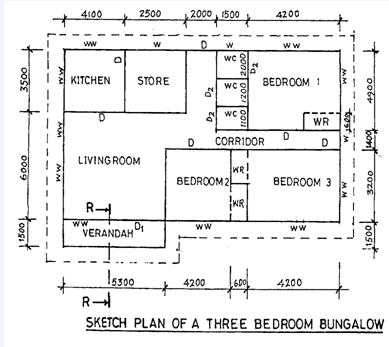 4100 2500 2000 1500 4200
WW W D W WW
KITCHEN D STORE WC 2000 D2 BEDROOM 1
WC 1200
D2 WC 1100 WR 600
3500 4900
WW WW
D D D
CORRIDOR 1400
LIVINGROOM D D
6000 WW BEDROOM 2 WR BEDROOM 3 3200 WW
R WR
WW D1 WW WW
VERANDAH
1500 1500
5300 4200 600 4200
R
SKETCH PLAN OF A THREE BEDROOM BUNGALOW